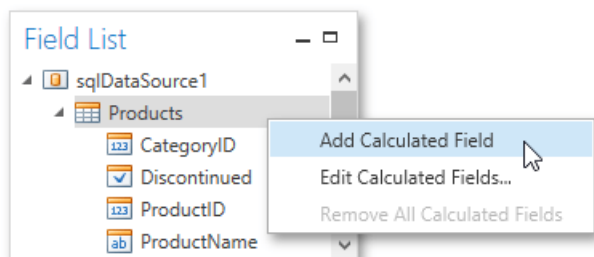 Field List
sqlDataSource1
Products
CategoryID
Discontinued
ProductID
ProductName
Add Calculated Field
Edit Calculated Fields...
Remove All Calculated Fields